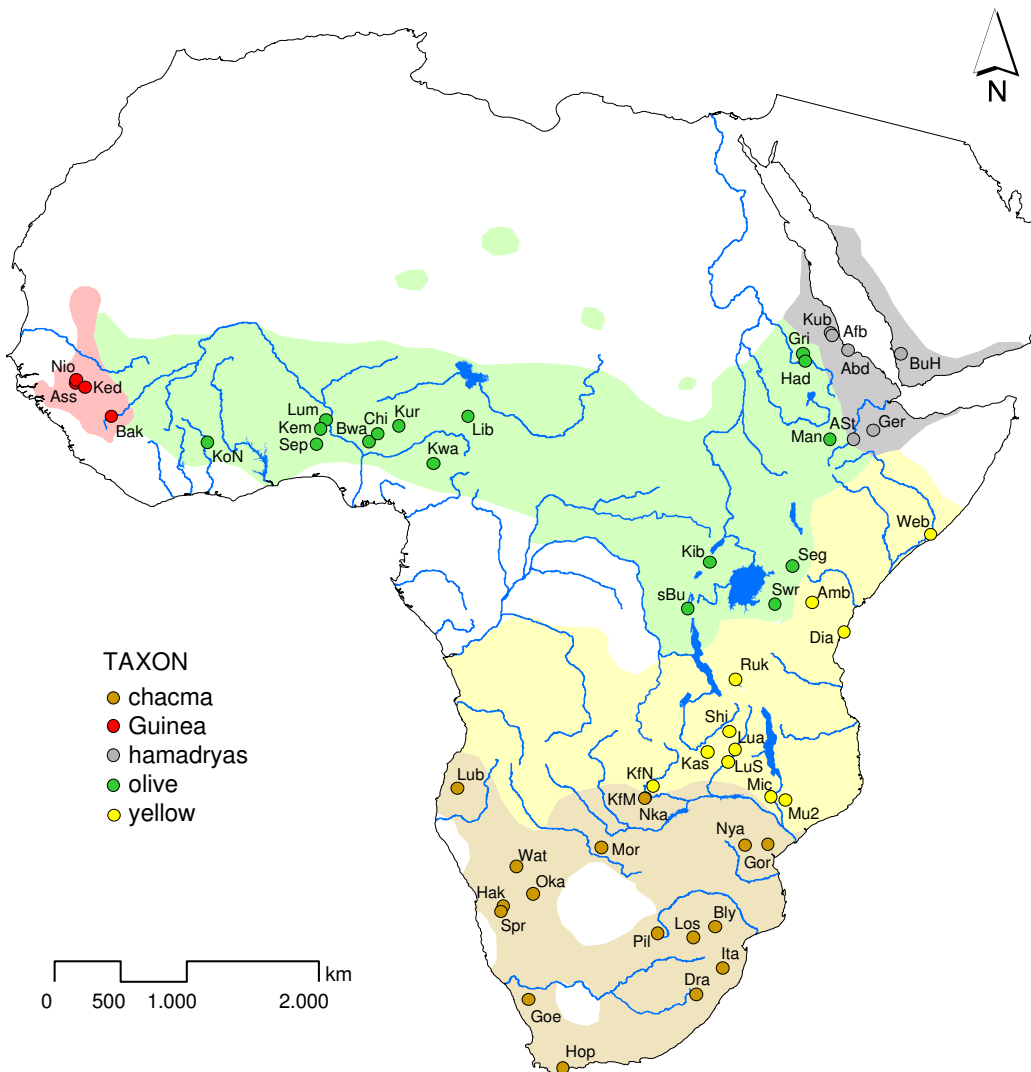 N
Kub
Afb
Gri
Abd
BuH
Had
Nio
Ked
Ass
Bak
Lum
Chi
Kur
Kem
Bwa
Lib
Sep
KoN
Kwa
ASt
Ger
Man
Web
Kib
Seg
sBu
Swr
Amb
Dia
TAXON
chacma
Guinea
hamadryas
olive
yellow
Ruk
Shi
Lua
Kas
LuS
Lub
KfN
Mic
KfM
Nka
Mu2
Nya
Mor
Gor
Wat
Oka
Hak
Spr
Bly
Los
Pil
Ita
km
0 500 1.000 2.000
Dra
Goe
Hop